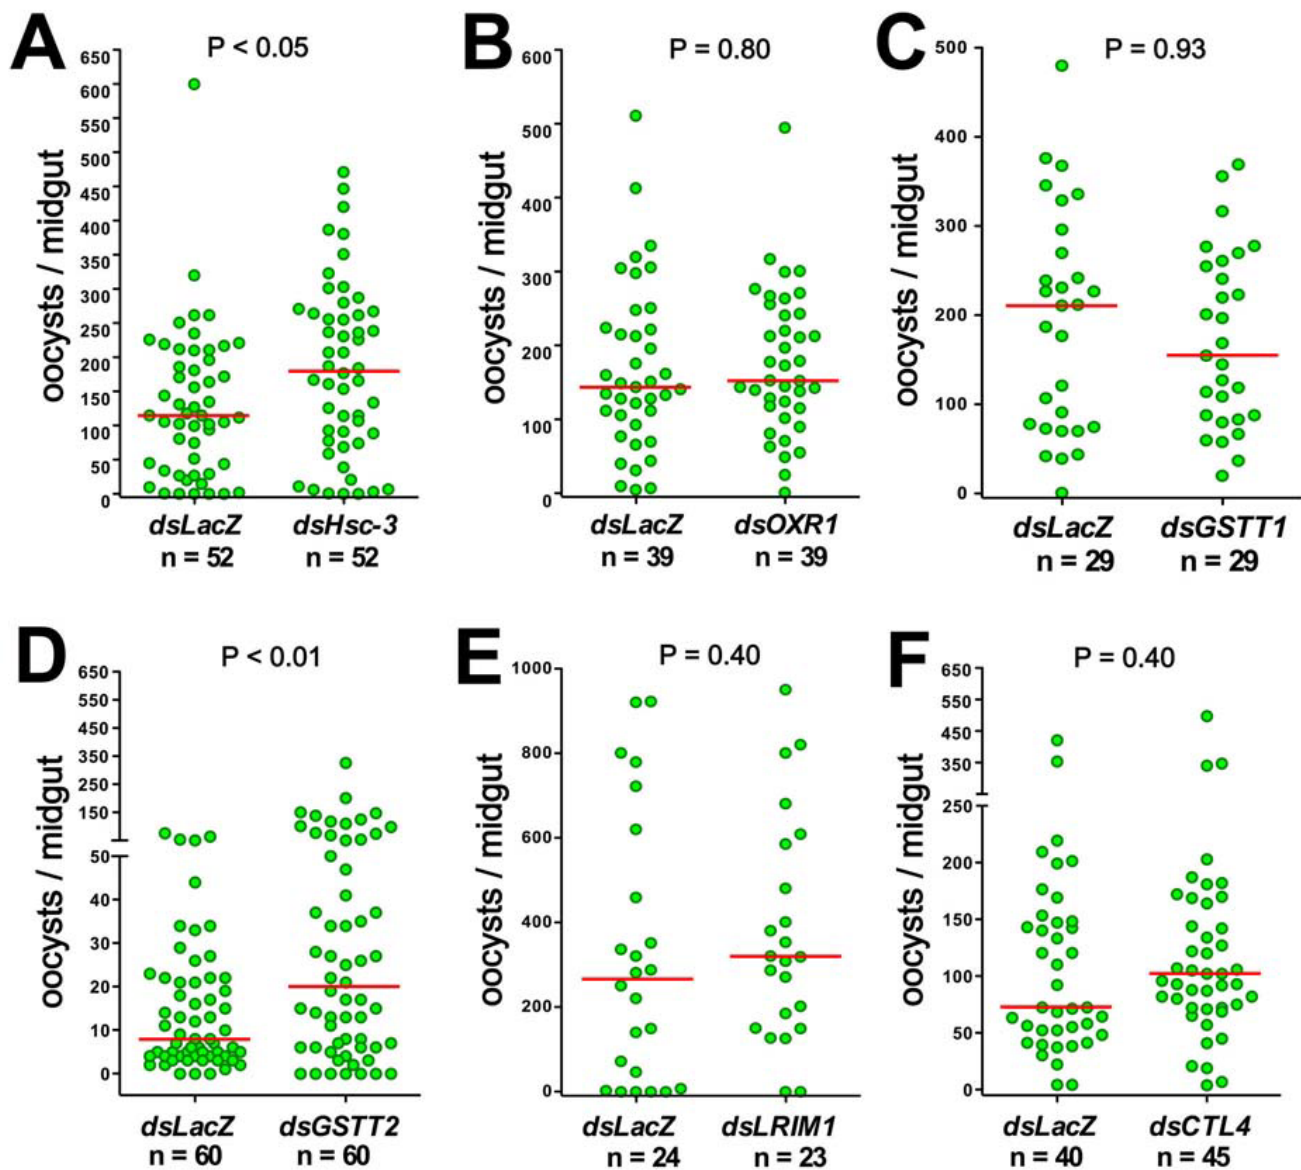 A
P < 0.05
oocysts / midgut
650
600
550
500
450
400
350
300
250
200
150
100
50
0
dsLacZ
dsHsc-3
n = 52
n = 52
B
P = 0.80
oocysts / midgut
600
500
400
300
200
100
0
dsLacZ
dsOXR1
n = 39
n = 39
C
P = 0.93
oocysts / midgut
500
400
300
200
100
0
dsLacZ
dsGSTT1
n = 29
n = 29
D
P < 0.01
oocysts / midgut
650
550
450
350
250
150
50
30
20
10
0
dsLacZ
dsGSTT2
n = 60
n = 60
E
P = 0.40
oocysts / midgut
1000
800
600
400
200
0
dsLacZ
dsLRIM1
n = 24
n = 23
F
P = 0.40
oocysts / midgut
650
550
450
350
250
200
150
100
50
0
dsLacZ
dsCTL4
n = 40
n = 45